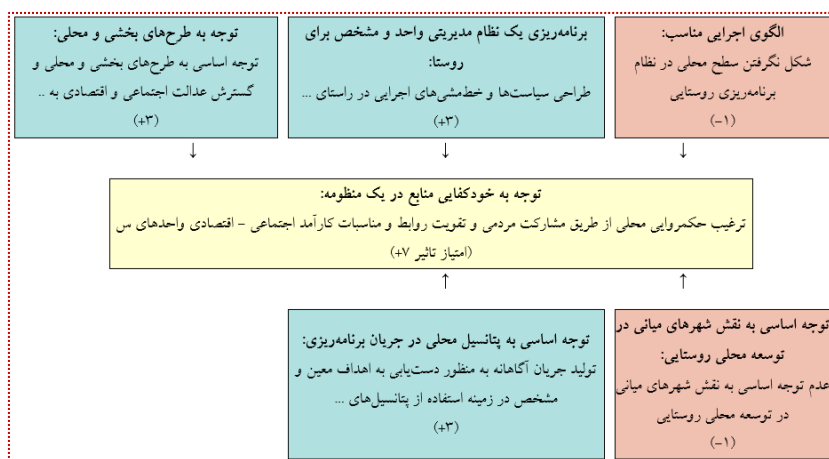 الگوی اجرایی مناسب:
شکل نگرفتن سطح محلی در نظام
برنامه‌ریزی روستایی
(-۱)
برنامه‌ریزی یک نظام مدیریتی واحد و مشخص برای
روستا:
طراحی سیاست‌ها و خط‌مشی‌های اجرایی در راستای ...
(+۳)
توجه به طرح‌های بخشی و محلی:
توجه اساسی به طرح‌های بخشی و محلی و
گسترش عدالت اجتماعی و اقتصادی به ..
(+۳)
↓ ↓ ↓
توجه به خودکفایی منابع در یک منظومه:
ترغیب حکمروایی محلی از طریق مشارکت مردمی و تقویت روابط و مناسبات کارآمد اجتماعی – اقتصادی واحدهای س
(امتیاز تاثیر ۷+)
↑ ↑
توجه اساسی به نقش شهرهای میانی در
توسعه محلی روستایی:
عدم توجه اساسی به نقش شهرهای میانی
در توسعه محلی روستایی
(-۱)
توجه اساسی به پتانسیل محلی در جریان برنامه‌ریزی:
تولید جریان آگاهانه به منظور دست‌یابی به اهداف معین و
مشخص در زمینه استفاده از پتانسیل‌های ...
(+۳)